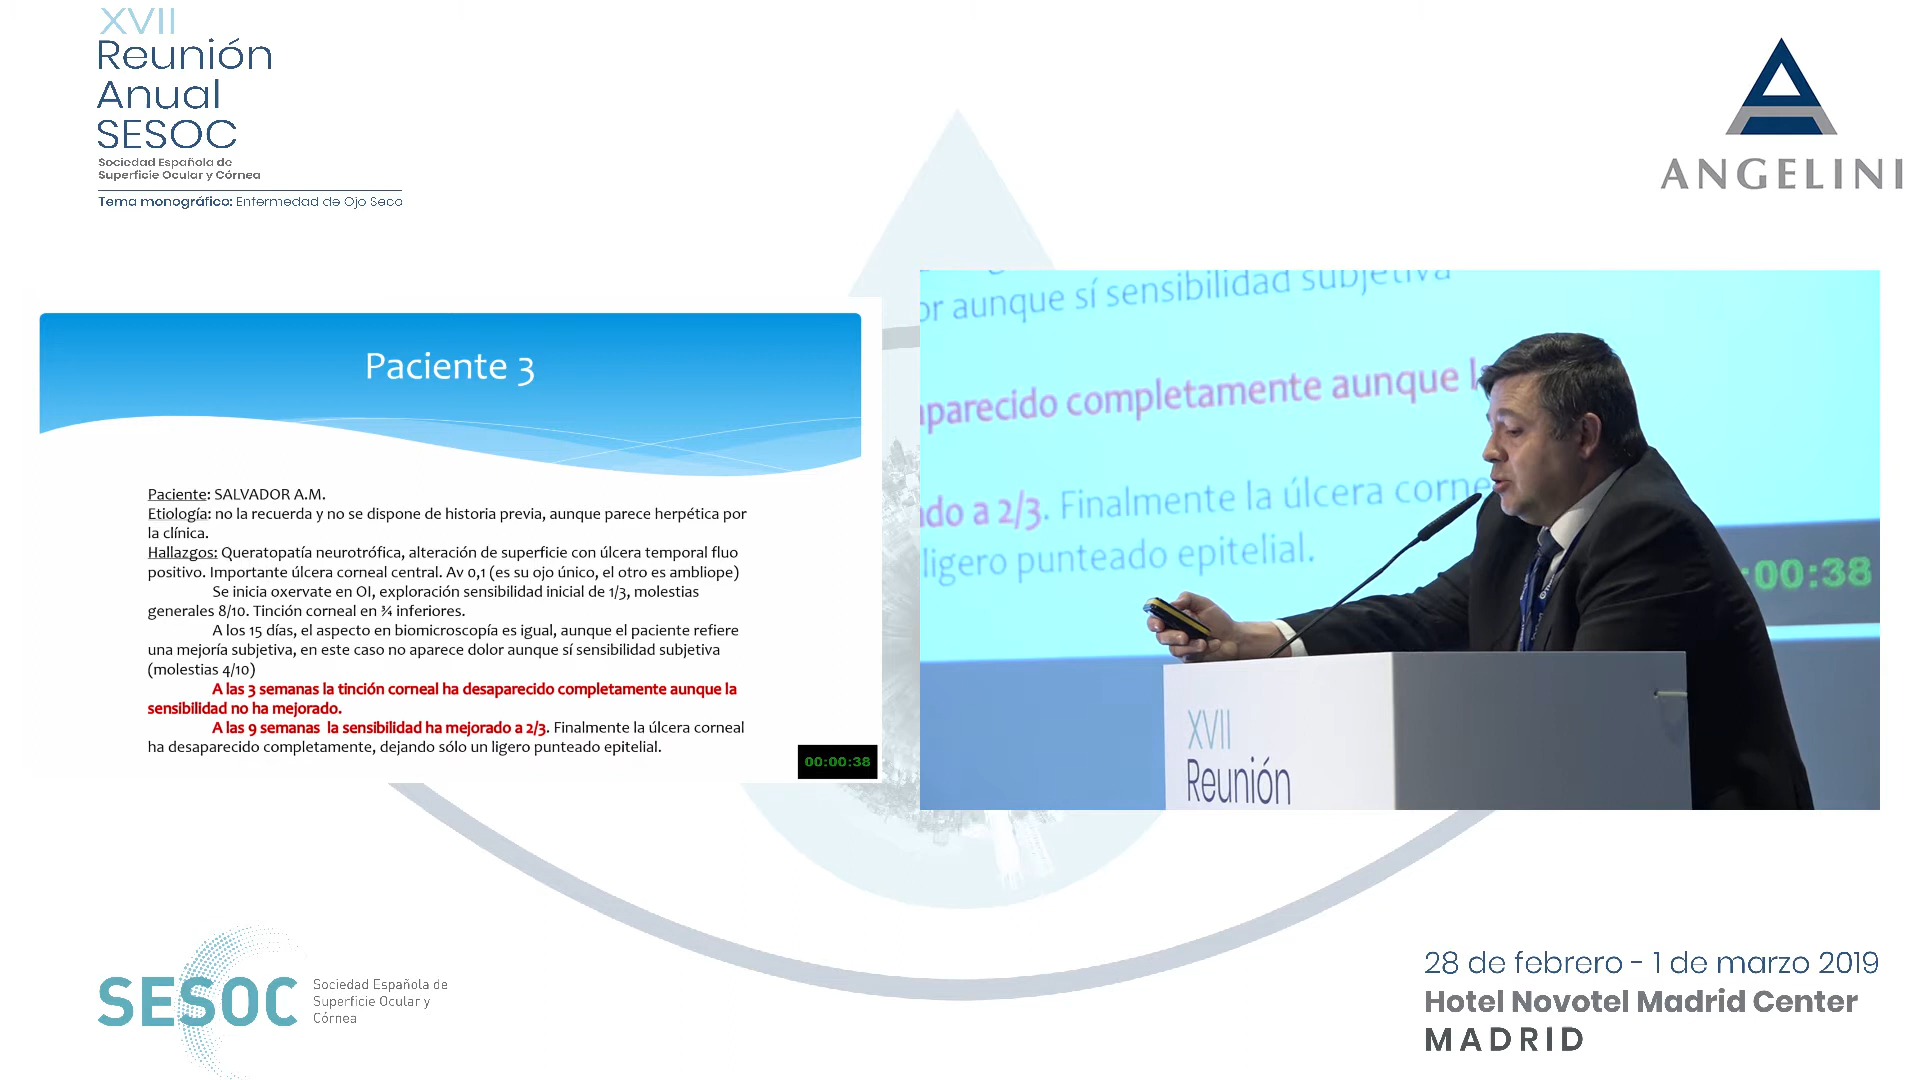 XVII
Reunión
Anual
SESOC
Sociedad Española de
Superficie Ocular y Córnea
Tema monográfico: Enfermedad de Ojo Seco
ANGELINI
Paciente 3
Paciente: SALVADOR A.M.
Etiología: no la recuerda y no se dispone de historia previa, aunque parece herpética por
la clínica.
Hallazgos: Queratopatía neurotrófica, alteración de superficie con úlcera temporal fluo
positivo. Importante úlcera corneal central. Av 0,1 (es su ojo único, el otro es ambliope)
Se inicia oxervate en OI, exploración sensibilidad inicial de 1/3, molestias
generales 8/10. Tinción corneal en ¾ inferiores.
A los 15 días, el aspecto en biomicroscopía es igual, aunque el paciente refiere
una mejoría subjetiva, en este caso no aparece dolor aunque sí sensibilidad subjetiva
(molestias 4/10)
A las 3 semanas la tinción corneal ha desaparecido completamente aunque la
sensibilidad no ha mejorado.
A las 9 semanas la sensibilidad ha mejorado a 2/3. Finalmente la úlcera corneal
ha desaparecido completamente, dejando sólo un ligero punteado epitelial.
00:00:38
or aunque sí sensibilidad subjetiva
aparecido completamente aunque la
do a 2/3. Finalmente la úlcera corne
ligero punteado epitelial.
:00:38
XVII
Reunión
SESOC
Sociedad Española de
Superficie Ocular y
Córnea
28 de febrero - 1 de marzo 2019
Hotel Novotel Madrid Center
MADRID